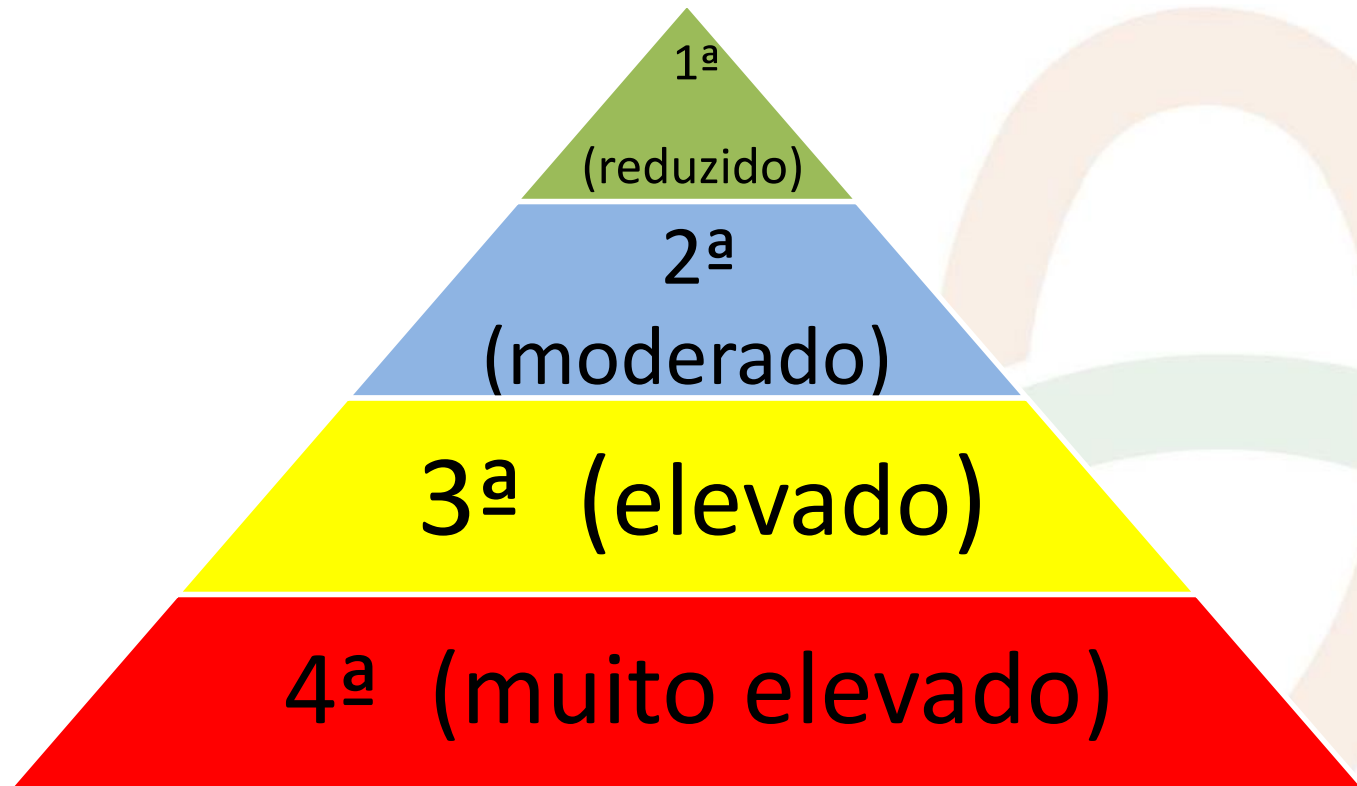 1ª
(reduzido)
2ª
(moderado)
3ª (elevado)
4ª (muito elevado)